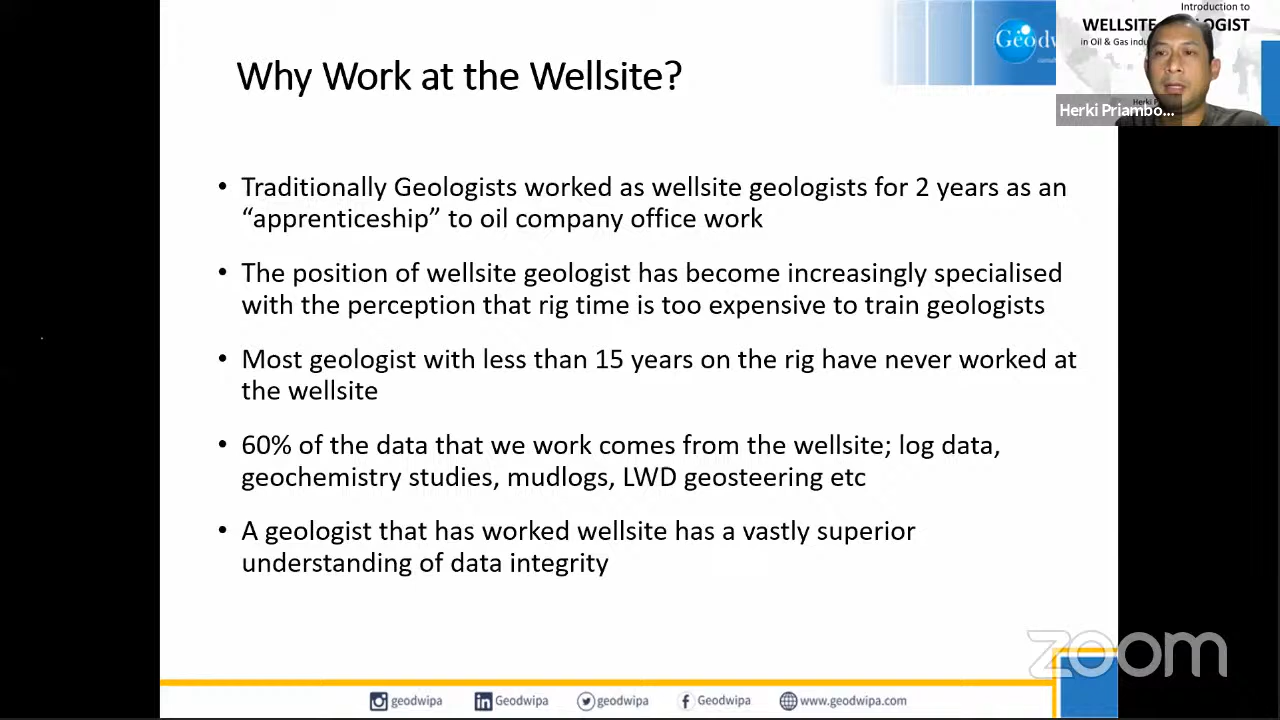 Why Work at the Wellsite?
Geodw
Introduction to
WELLSITE
OGIST
in Oil & Gas indu
Herki Priambo...
• Traditionally Geologists worked as wellsite geologists for 2 years as an
“apprenticeship” to oil company office work
• The position of wellsite geologist has become increasingly specialised
with the perception that rig time is too expensive to train geologists
• Most geologist with less than 15 years on the rig have never worked at
the wellsite
• 60% of the data that we work comes from the wellsite; log data,
geochemistry studies, mudlogs, LWD geosteering etc
• A geologist that has worked wellsite has a vastly superior
understanding of data integrity
zoom
geodwipa Geodwipa @geodwipa Geodwipa www.geodwipa.com